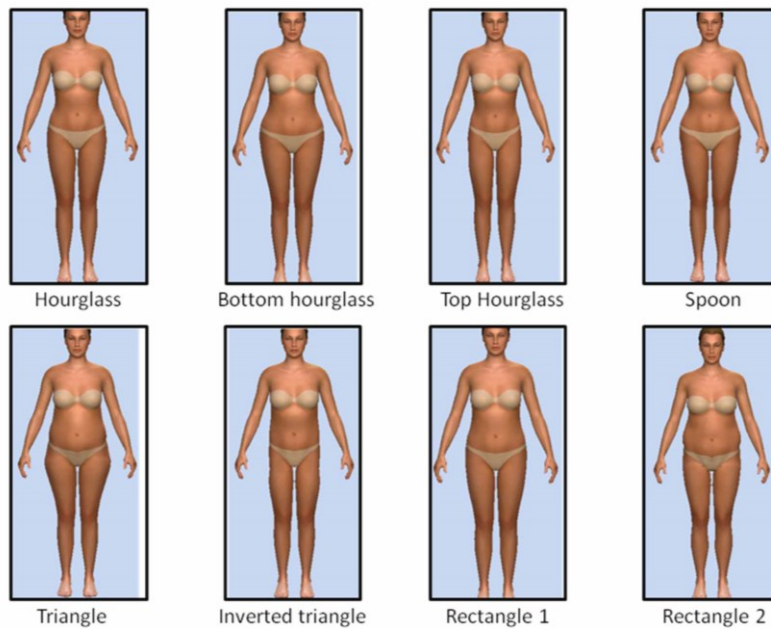 Hourglass
Bottom hourglass
Top Hourglass
Spoon
Triangle
Inverted triangle
Rectangle 1
Rectangle 2